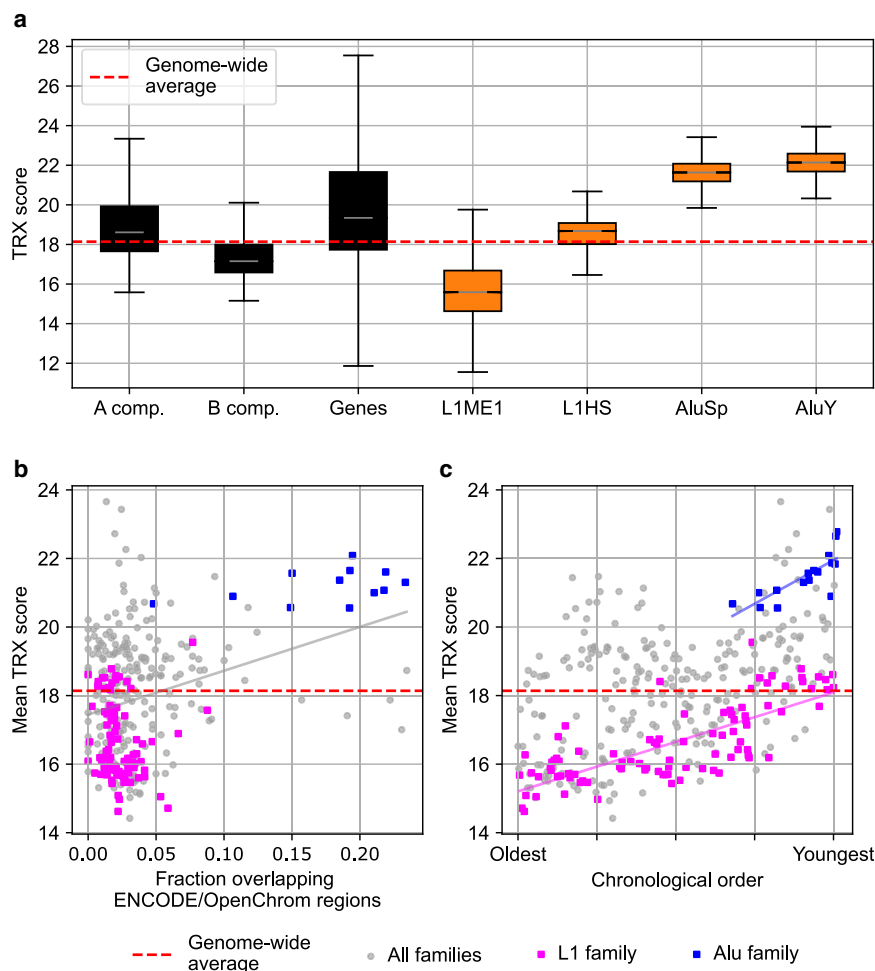 a
28
26
24
22
20
18
16
14
12
TRX score
Genome-wide
average
A comp.
B comp.
Genes
L1ME1
L1HS
AluSp
AluY
b
24
22
20
18
16
14
Mean TRX score
0.00
0.05
0.10
0.15
0.20
Fraction overlapping
ENCODE/OpenChrom regions
c
24
22
20
18
16
14
Mean TRX score
Oldest
Youngest
Chronological order
Genome-wide
average
All families
L1 family
Alu family